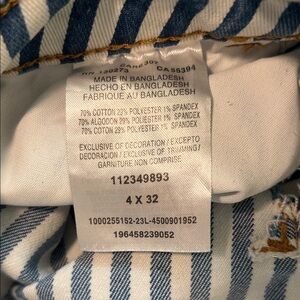 MADE IN BANGLADESH
HECHO EN BANGLADESH
FABRIQUE AU BANGLADESH
70% COTTON 29% POLYESTER 1% SPANDEX
70% ALGODON 29% POLIESTER 1% SPANDEX
70% COTON 29% POLYESTER 1% SPANDEX
EXCLUSIVE OF DECORATION / EXCEPTO
DECORACION / EXCLUSIVE OF TRIMMING/
GARNITURE NON COMPRISE
112349893
4 X 32
1000255152-23L-4500901952
196458239052